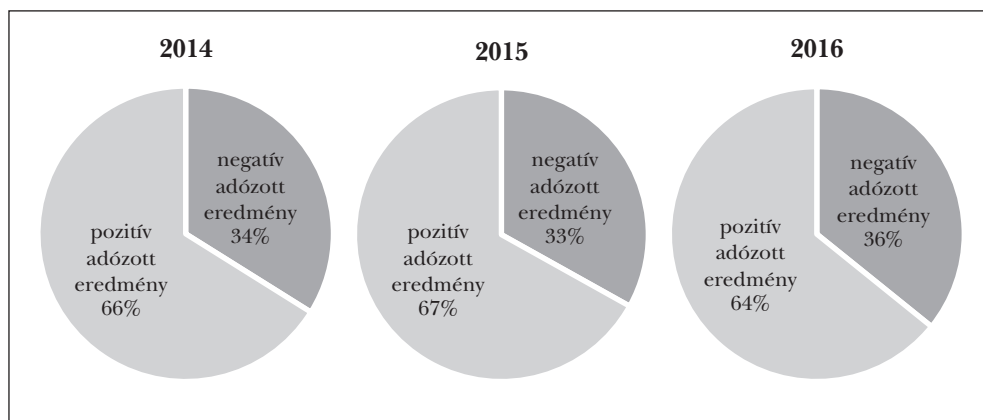 2014
negatív
adózott
eredmény
34%
pozitív
adózott
eredmény
66%
2015
negatív
adózott
eredmény
33%
pozitív
adózott
eredmény
67%
2016
negatív
adózott
eredmény
36%
pozitív
adózott
eredmény
64%